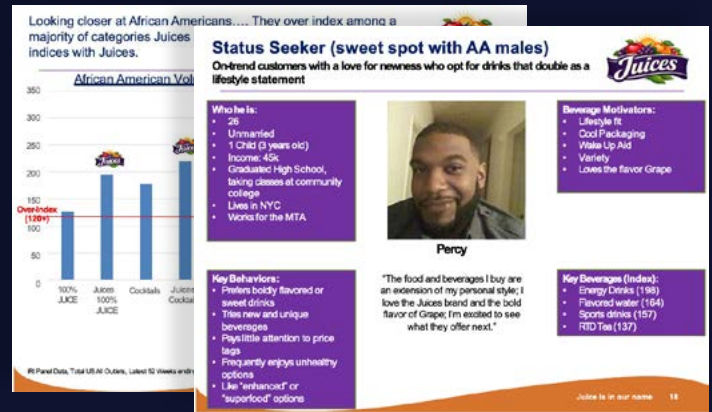 Looking closer at African Americans.... They over index among a
majority of categories Juices
indices with Juices.
African American Vol
350
300
250
200
150
100
50
0
Over-Index
(120+)
Juices
100%
JUICE
Juices
100%
JUICE
Cocktails
Juices
Cockta
IRI Panel Data, Total US All Outlets, Latest 52 Weeks endin
Status Seeker (sweet spot with AA males)
On-trend customers with a love for newness who opt for drinks that double as a
lifestyle statement
Juices
Who he is:
• 26
• Unmarried
• 1 Child (3 years old)
• Income: 45k
• Graduated High School,
taking classes at community
college
• Lives in NYC
• Works for the MTA
Percy
Beverage Motivators:
• Lifestyle fit
• Cool Packaging
• Wake Up Aid
• Variety
• Loves the flavor Grape
Key Behaviors:
• Prefers boldly flavored or
sweet drinks
• Tries new and unique
beverages
• Pays little attention to price
tags
• Frequently enjoys unhealthy
options
• Like "enhanced" or
"superfood" options
"The food and beverages I buy are
an extension of my personal style; I
love the Juices brand and the bold
flavor of Grape; I'm excited to see
what they offer next."
Key Beverages (Index):
• Energy Drinks (198)
• Flavored water (164)
• Sports drinks (157)
• RTD Tea (137)
Juice is in our name 18